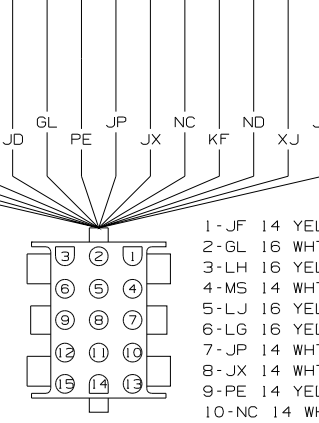 GL JP NC ND
JD PE JX KF XJ
3 2 1
6 5 4
9 8 7
12 11 10
15 14 13
1-JF 14 YEL
2-GL 16 WHT
3-LH 16 YEL
4-MS 14 WHT
5-LJ 16 YEL
6-LG 16 YEL
7-JP 14 WHT
8-JX 14 WHT
9-PE 14 YEL
10-NC 14 WH